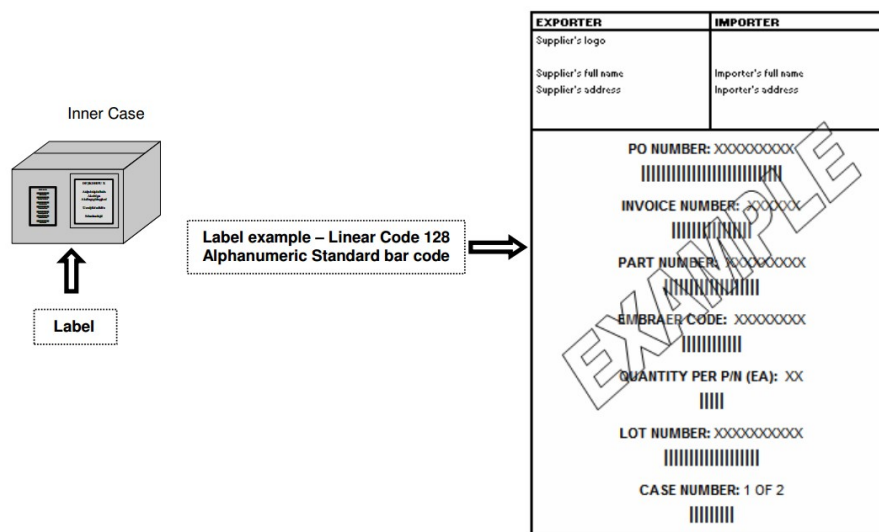 Inner Case
Label
Label example – Linear Code 128
Alphanumeric Standard bar code
EXPORTER
IMPORTER
Supplier's logo
Supplier's full name
Importer's full name
Supplier's address
Inporter's address
PO NUMBER: XXXXXXXXX
INVOICE NUMBER: XXXXXX
PART NUMBER: XXXXXXXXX
EMBRAER CODE: XXXXXXXX
QUANTITY PER P/N (EA): XX
LOT NUMBER: XXXXXXXXXX
CASE NUMBER: 1 OF 2
EXAMPLE